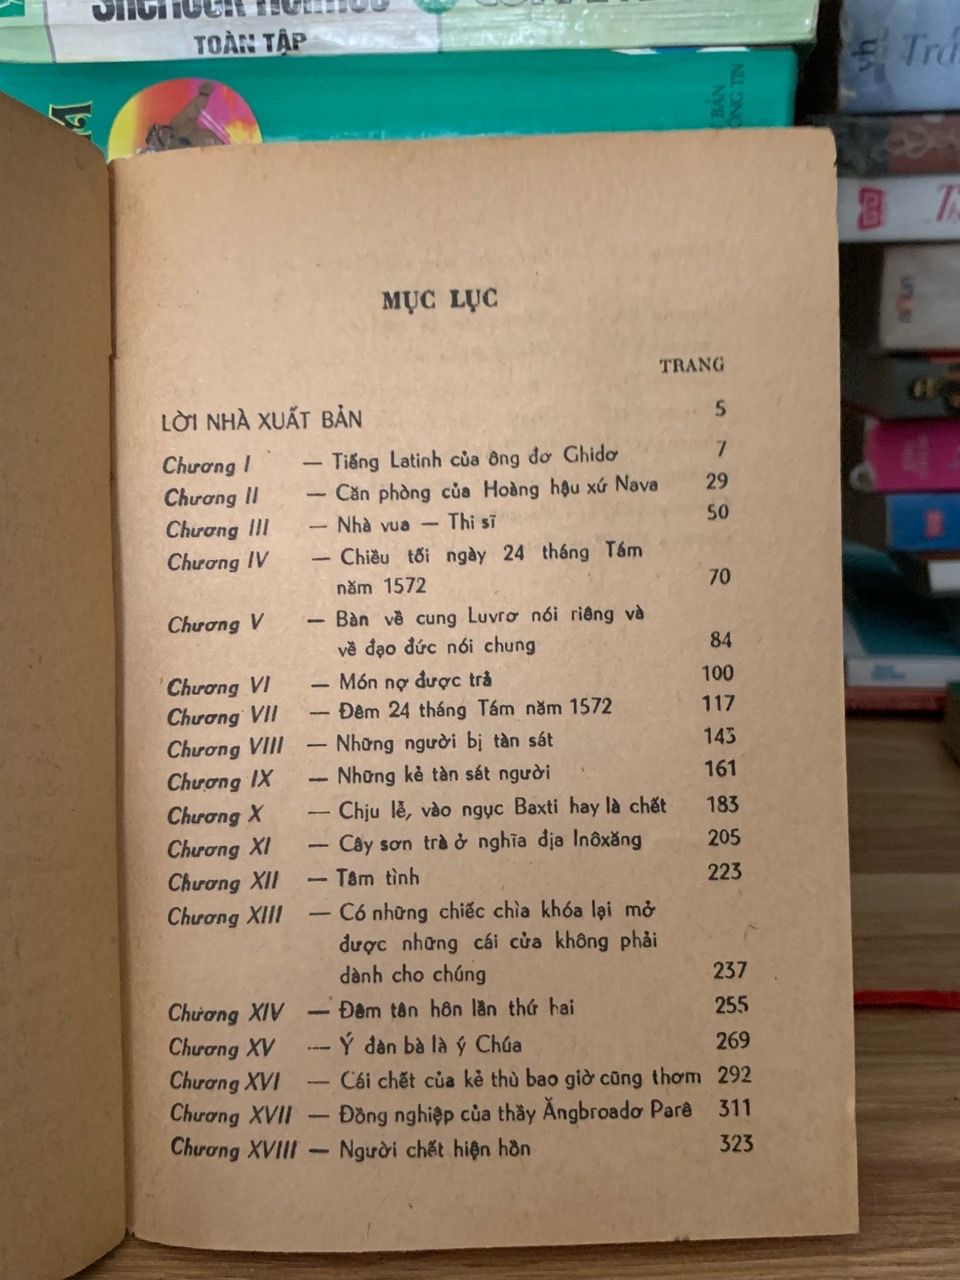 Sherlock Holmes
TOÀN TẬP
BẢN
ÔNG TIN
vh
MỤC LỤC
TRANG
LỜI NHÀ XUẤT BẢN 5
Chương I — Tiếng Latinh của ông đơ Ghidơ 7
Chương II — Căn phòng của Hoàng hậu xứ Nava 29
Chương III — Nhà vua — Thi sĩ 50
Chương IV — Chiều tối ngày 24 tháng Tám
năm 1572 70
Chương V — Bàn về cung Luvrơ nói riêng và
về đạo đức nói chung 84
Chương VI — Món nợ được trả 100
Chương VII — Đêm 24 tháng Tám năm 1572 117
Chương VIII — Những người bị tàn sát 143
Chương IX — Những kẻ tàn sát người 161
Chương X — Chịu lễ, vào ngục Baxti hay là chết 183
Chương XI — Cây sơn trà ở nghĩa địa Inôxăng 205
Chương XII — Tâm tình 223
Chương XIII — Có những chiếc chìa khóa lại mở
được những cái cửa không phải
dành cho chúng 237
Chương XIV — Đêm tân hôn lần thứ hai 255
Chương XV — Ý đàn bà là ý Chúa 269
Chương XVI — Cái chết của kẻ thù bao giờ cũng thơm 292
Chương XVII — Đồng nghiệp của thầy Ăngbroadơ Parê 311
Chương XVIII — Người chết hiện hồn 323